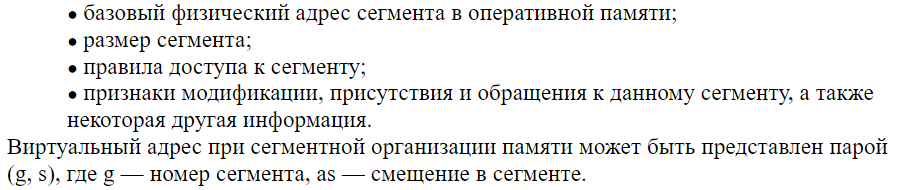 ● базовый физический адрес сегмента в оперативной памяти;
● размер сегмента;
● правила доступа к сегменту;
● признаки модификации, присутствия и обращения к данному сегменту, а также
некоторая другая информация.
Виртуальный адрес при сегментной организации памяти может быть представлен парой
(g, s), где g — номер сегмента, as — смещение в сегменте.